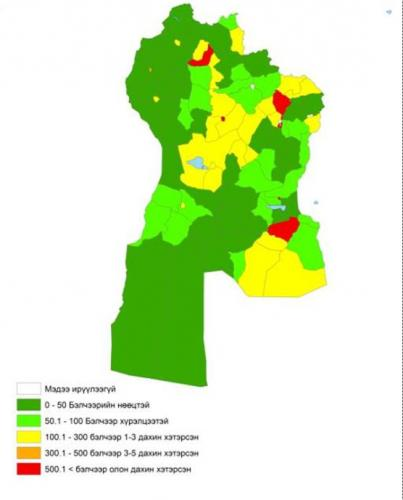 Мэдээ ирүүлээгүй
0 - 50 Бэлчээрийн нөөцтэй
50.1 - 100 Бэлчээр хүрэлцээтэй
100.1 - 300 бэлчээр 1-3 дахин хэтэрсэн
300.1 - 500 бэлчээр 3-5 дахин хэтэрсэн
500.1 < бэлчээр олон дахин хэтэрсэн